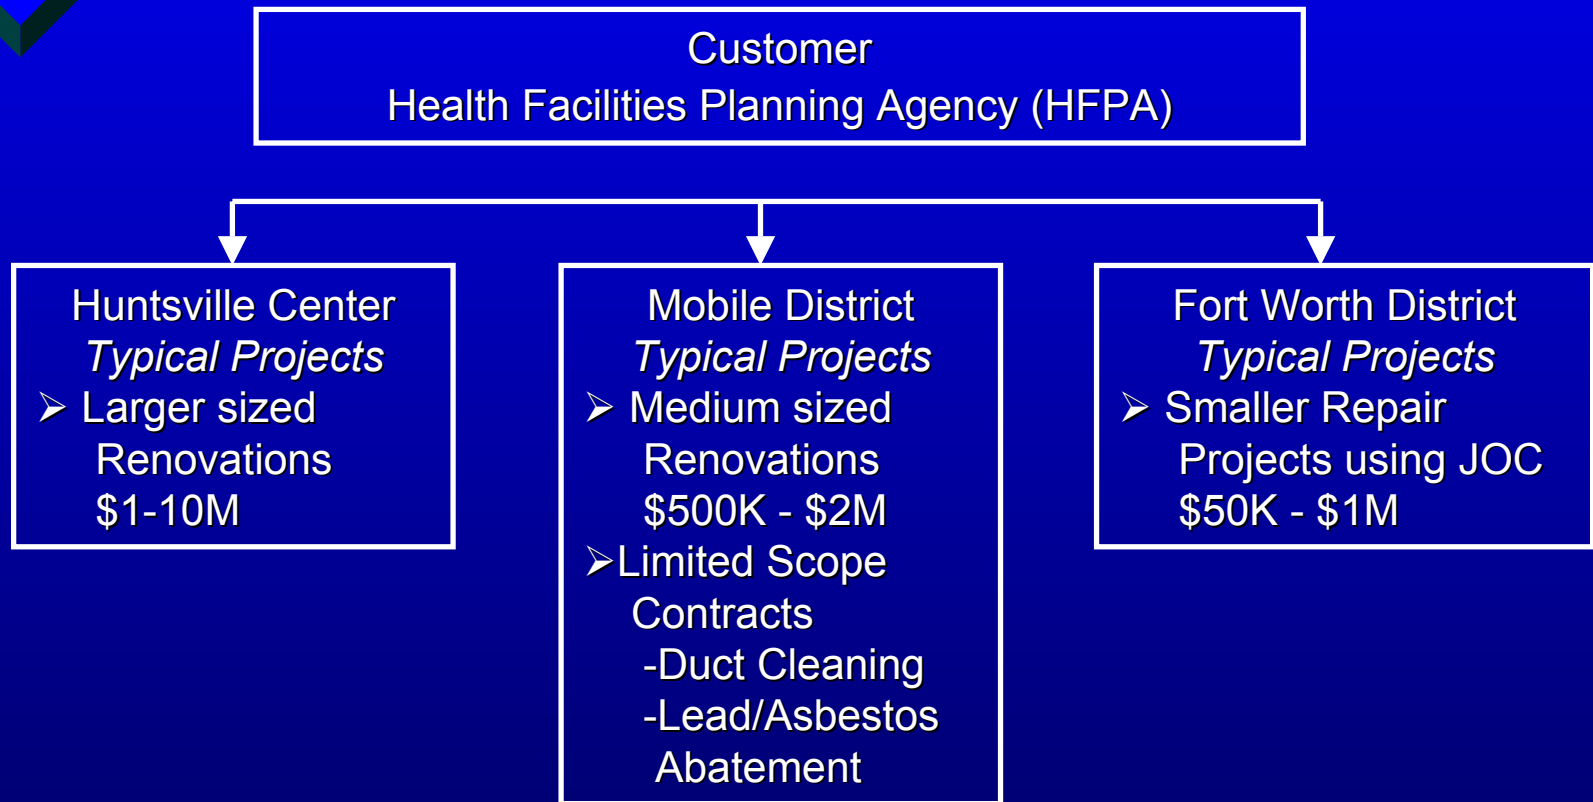 Customer
Health Facilities Planning Agency (HFPA)
Huntsville Center
Typical Projects
➢ Larger sized
Renovations
$1-10M
Mobile District
Typical Projects
➢ Medium sized
Renovations
$500K - $2M
➢Limited Scope
Contracts
-Duct Cleaning
-Lead/Asbestos
Abatement
Fort Worth District
Typical Projects
➢ Smaller Repair
Projects using JOC
$50K - $1M